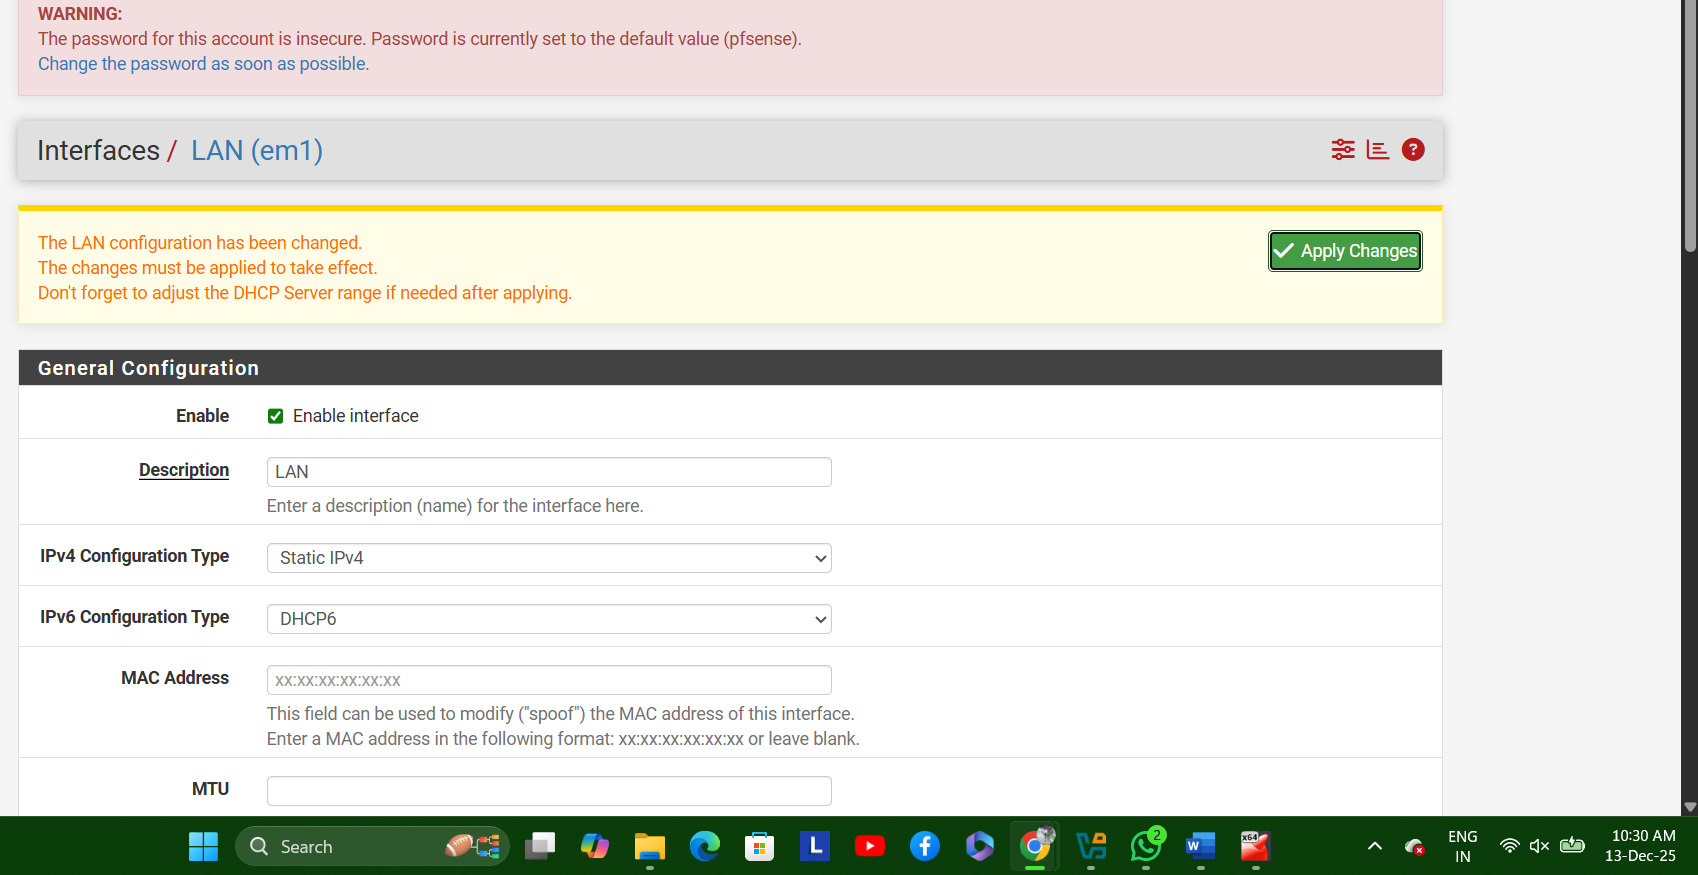 WARNING:
The password for this account is insecure. Password is currently set to the default value (pfsense).
Change the password as soon as possible.
Interfaces / LAN (em1)
?
The LAN configuration has been changed.
The changes must be applied to take effect.
Don't forget to adjust the DHCP Server range if needed after applying.
Apply Changes
General Configuration
Enable
Enable interface
Description
LAN
Enter a description (name) for the interface here.
IPv4 Configuration Type
Static IPv4
IPv6 Configuration Type
DHCP6
MAC Address
xx:xx:xx:xx:xx:xx
This field can be used to modify ("spoof") the MAC address of this interface.
Enter a MAC address in the following format: xx:xx:xx:xx:xx:xx or leave blank.
MTU
Search
L
2
W
X64
ENG
IN
10:30 AM
13-Dec-25